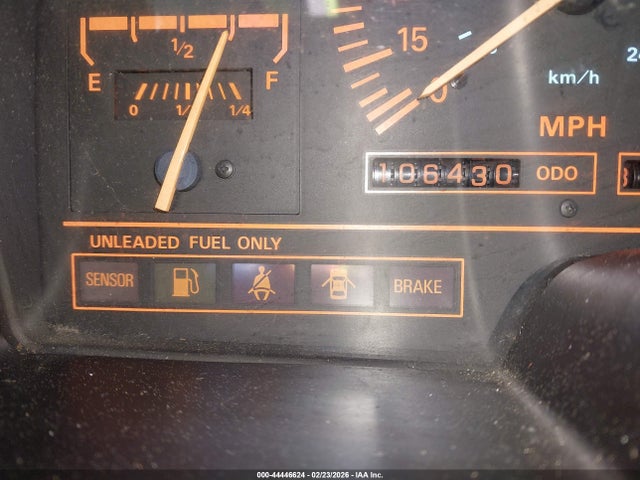 1/2
E F
0 1/ 1/4
15
0
km/h
MPH
106430 ODO
UNLEADED FUEL ONLY
SENSOR BRAKE
000-44446624 - 02/23/2026 - IAA Inc.